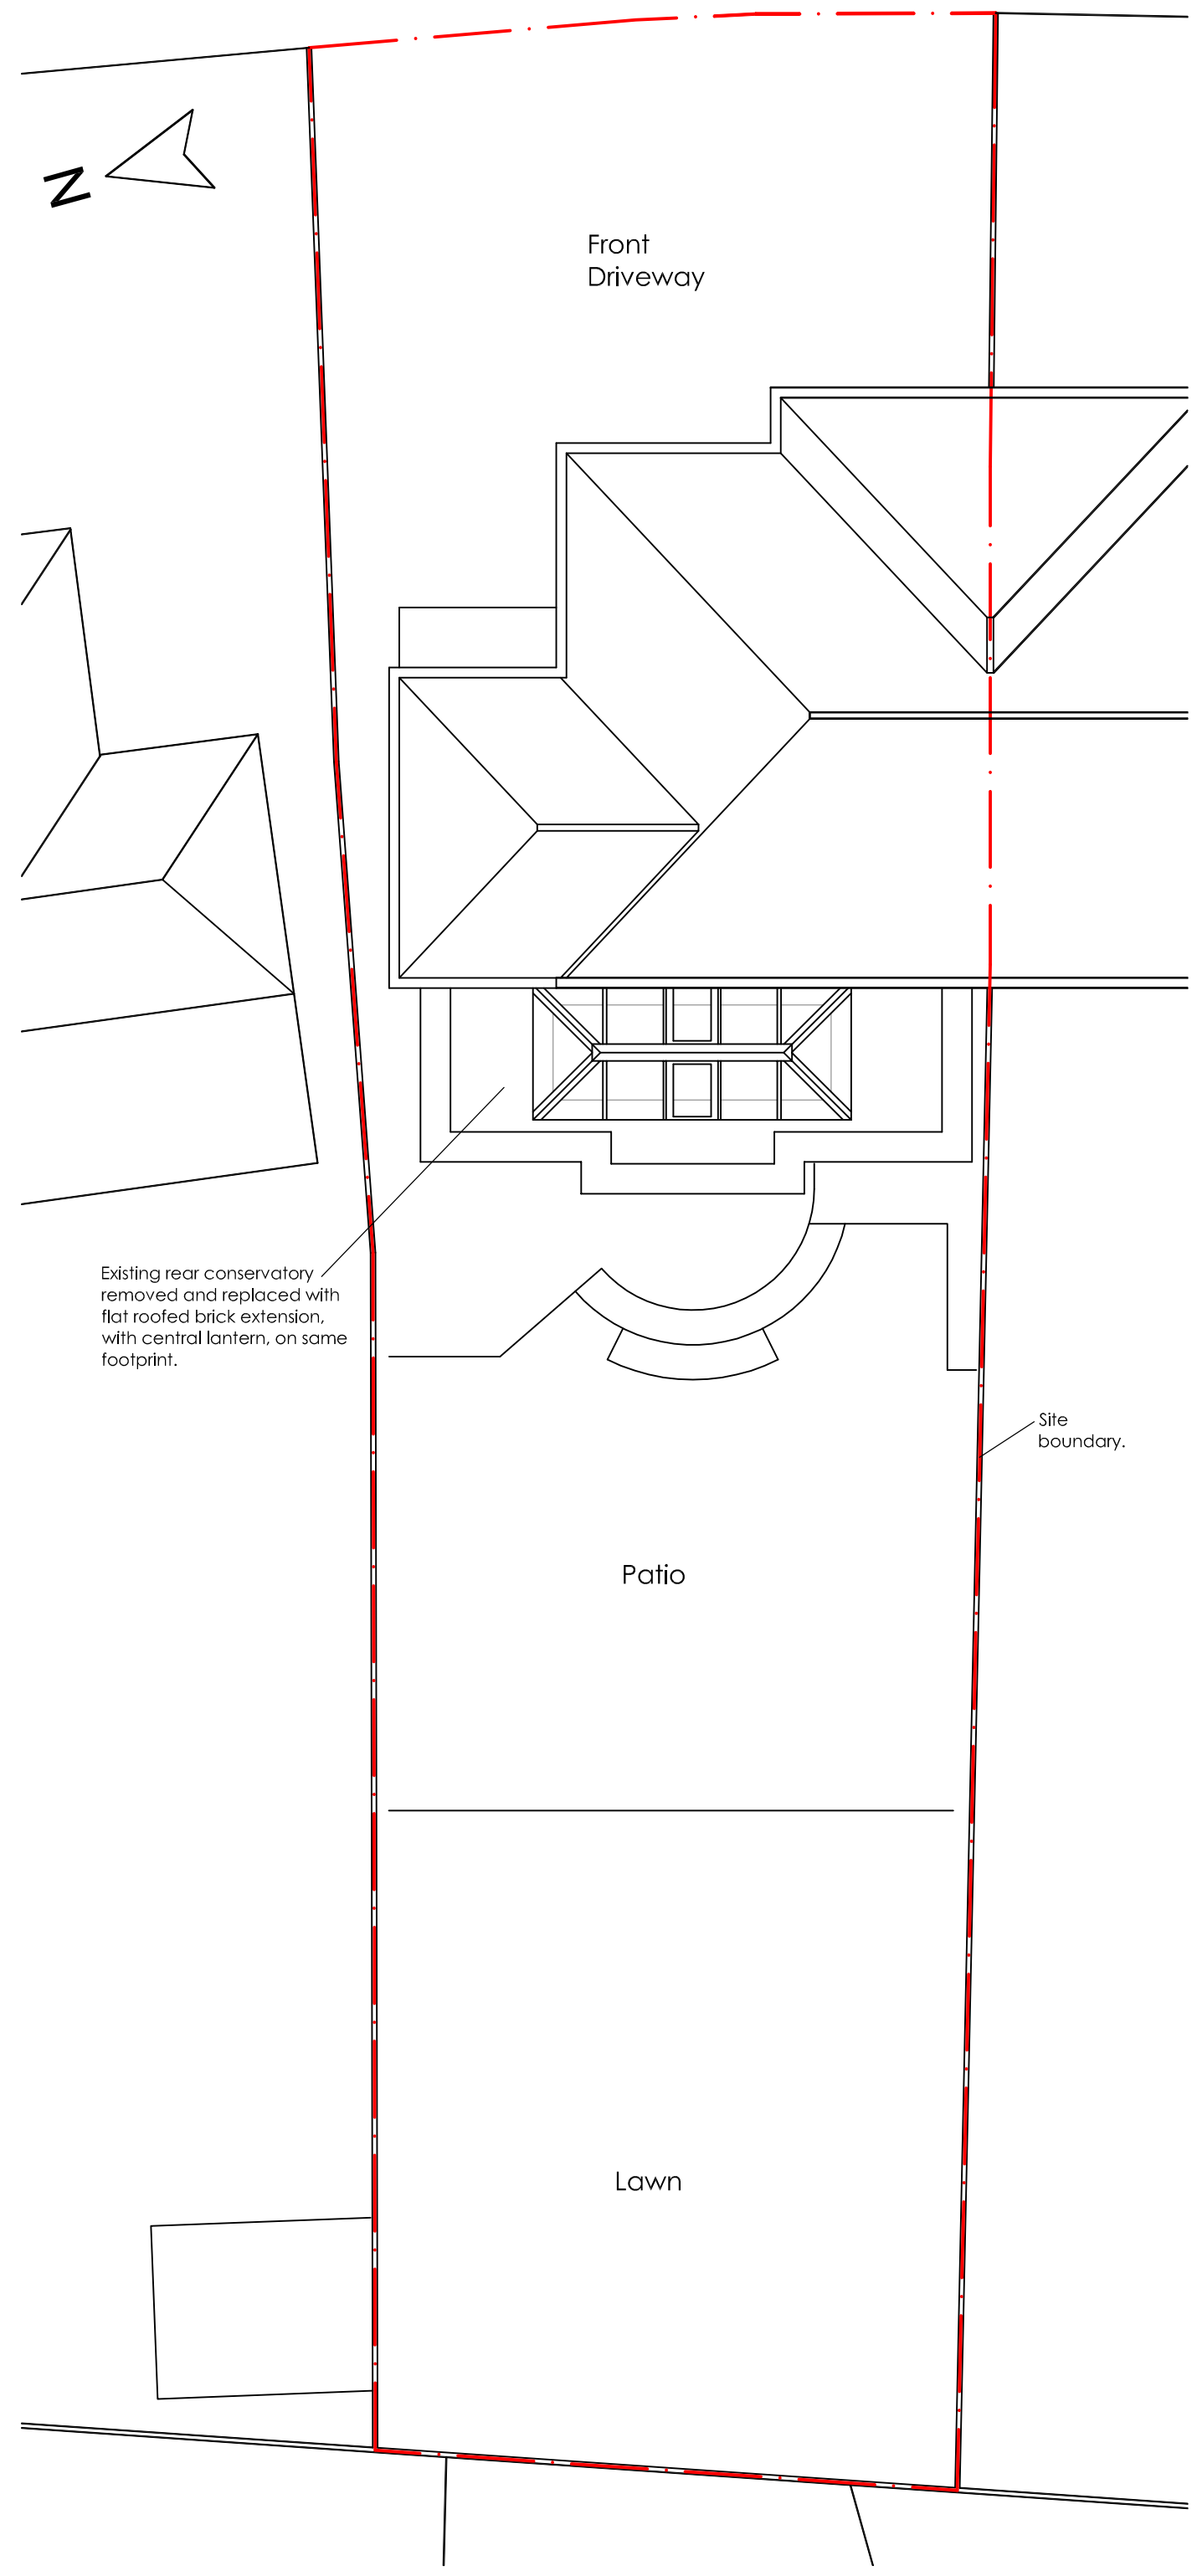 N
Front
Driveway
Existing rear conservatory
removed and replaced with
flat roofed brick extension,
with central lantern, on same
footprint.
Site
boundary.
Patio
Lawn